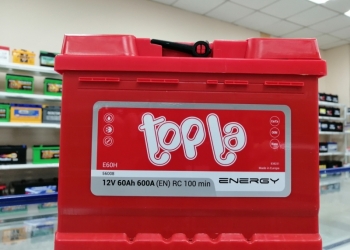 topla
E60H
12V 60Ah 600A (EN) RC 100 min
ENERGY